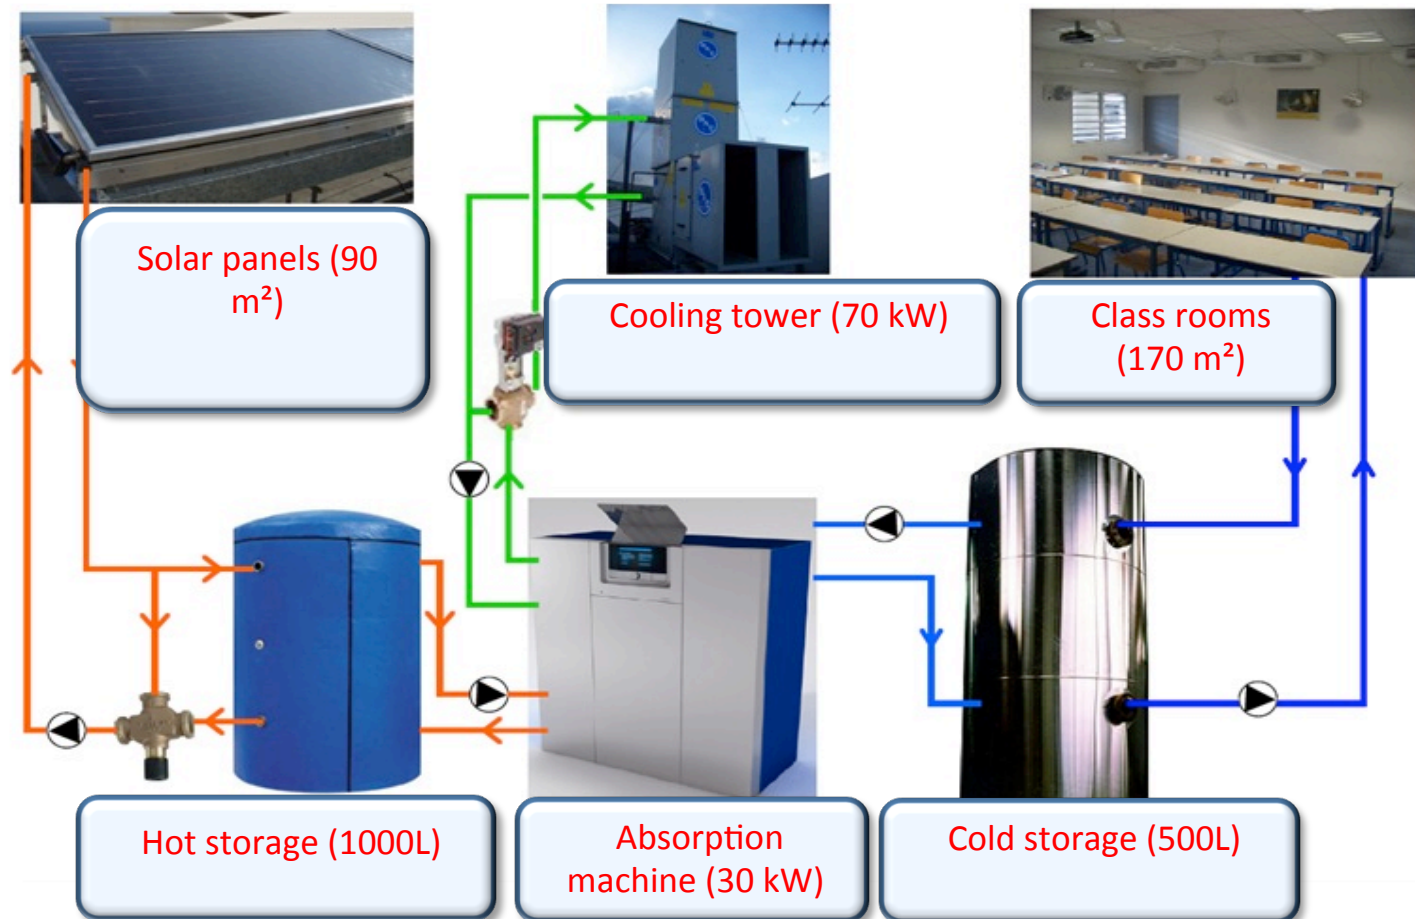 Solar panels (90
m²)
Cooling tower (70 kW)
Class rooms
(170 m²)
Hot storage (1000L)
Absorption
machine (30 kW)
Cold storage (500L)